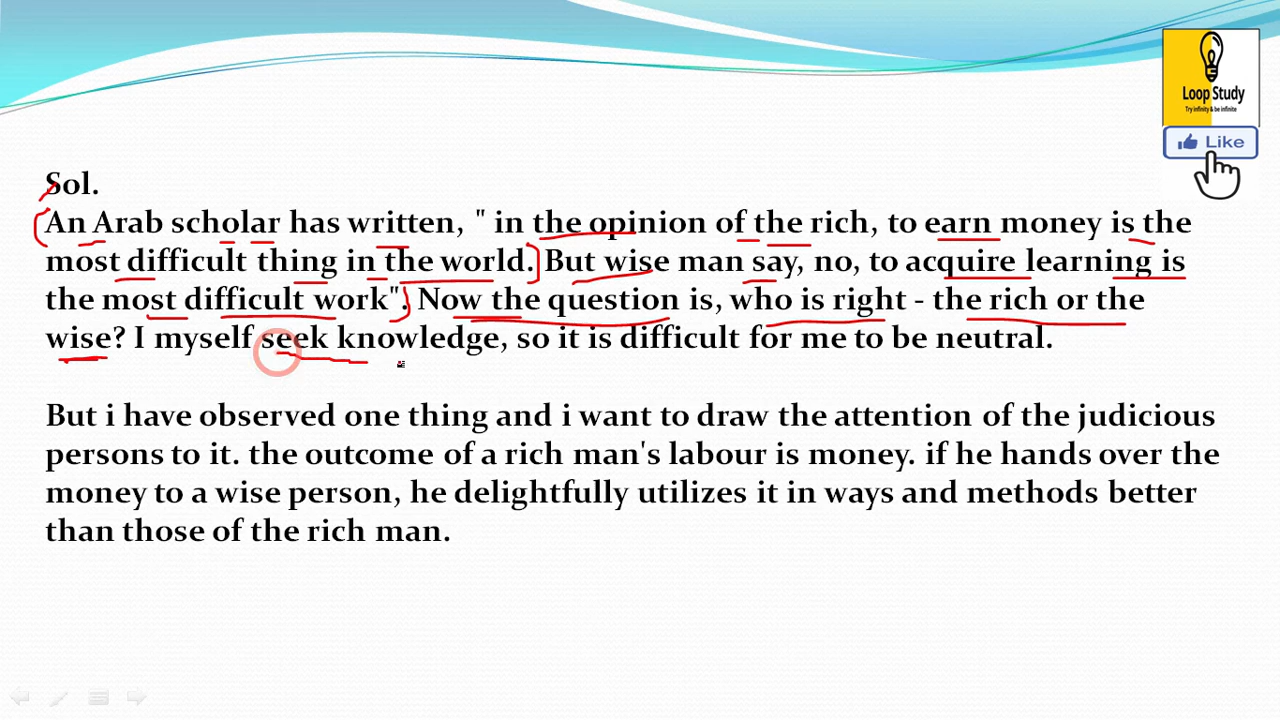 Loop Study
Try infinity & be infinite
Like
Sol.
An Arab scholar has written, " in the opinion of the rich, to earn money is the
most difficult thing in the world. But wise man say, no, to acquire learning is
the most difficult work". Now the question is, who is right - the rich or the
wise? I myself seek knowledge, so it is difficult for me to be neutral.
But i have observed one thing and i want to draw the attention of the judicious
persons to it. the outcome of a rich man's labour is money. if he hands over the
money to a wise person, he delightfully utilizes it in ways and methods better
than those of the rich man.